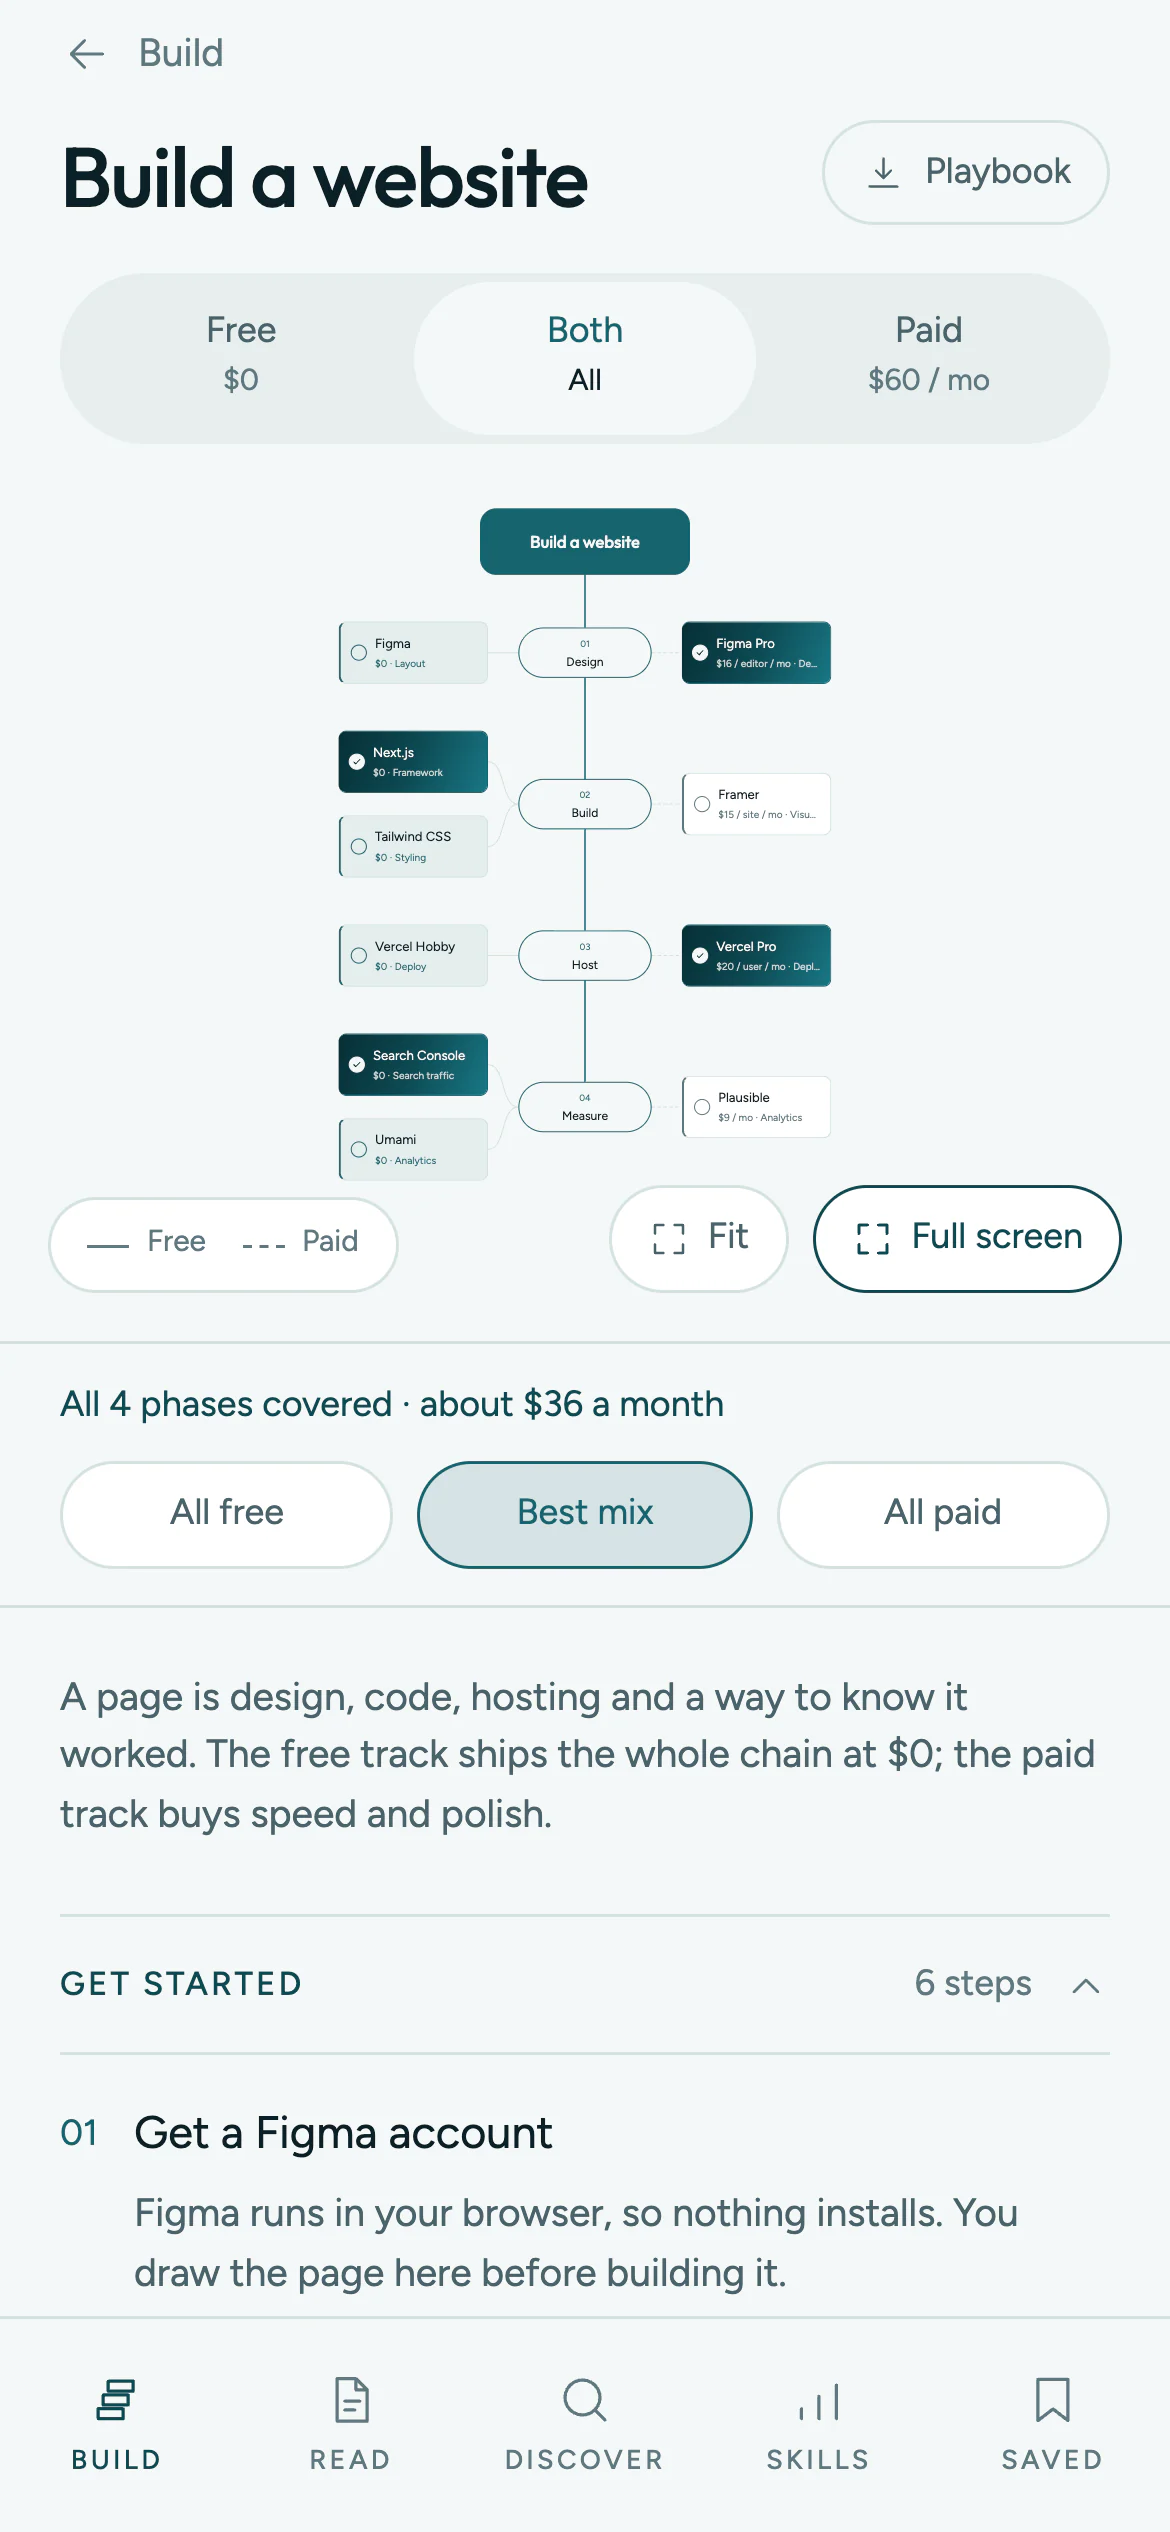 Build
Build a website
Playbook
Free
$0
Both
All
Paid
$60 / mo
Build a website
Figma
$0 · Layout
01
Design
Figma Pro
$16 / editor / mo · De...
Next.js
$0 · Framework
Tailwind CSS
$0 · Styling
02
Build
Framer
$15 / site / mo · Visu...
Vercel Hobby
$0 · Deploy
03
Host
Vercel Pro
$20 / user / mo · Depl...
Search Console
$0 · Search traffic
Umami
$0 · Analytics
04
Measure
Plausible
$9 / mo · Analytics
Free
Paid
Fit
Full screen
All 4 phases covered · about $36 a month
All free
Best mix
All paid
A page is design, code, hosting and a way to know it
worked. The free track ships the whole chain at $0; the paid
track buys speed and polish.
GET STARTED
6 steps
01
Get a Figma account
Figma runs in your browser, so nothing installs. You
draw the page here before building it.
BUILD
READ
DISCOVER
SKILLS
SAVED